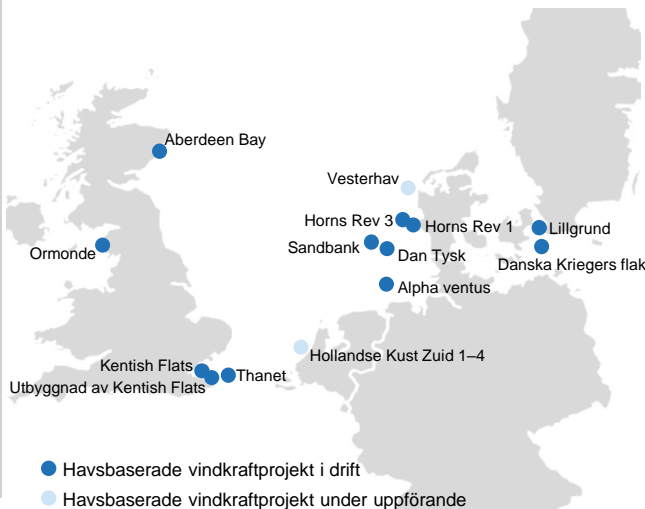 Aberdeen Bay
Vesterhav
Horns Rev 3
Horns Rev 1
Lillgrund
Ormonde
Sandbank
Dan Tysk
Danska Kriegers flak
Alpha ventus
Hollandse Kust Zuid 1–4
Kentish Flats
Thanet
Utbyggnad av Kentish Flats
Havsbaserade vindkraftprojekt i drift
Havsbaserade vindkraftprojekt under uppförande